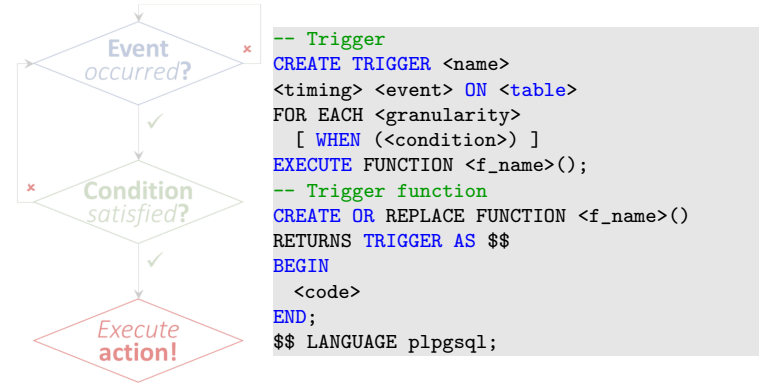 Event
occurred?
✘
✓
Condition
satisfied?
✘
✓
Execute
action!
-- Trigger
CREATE TRIGGER <name>
<timing> <event> ON <table>
FOR EACH <granularity>
  [ WHEN (<condition>) ]
EXECUTE FUNCTION <f_name>();
-- Trigger function
CREATE OR REPLACE FUNCTION <f_name>()
RETURNS TRIGGER AS $$
BEGIN
  <code>
END;
$$ LANGUAGE plpgsql;